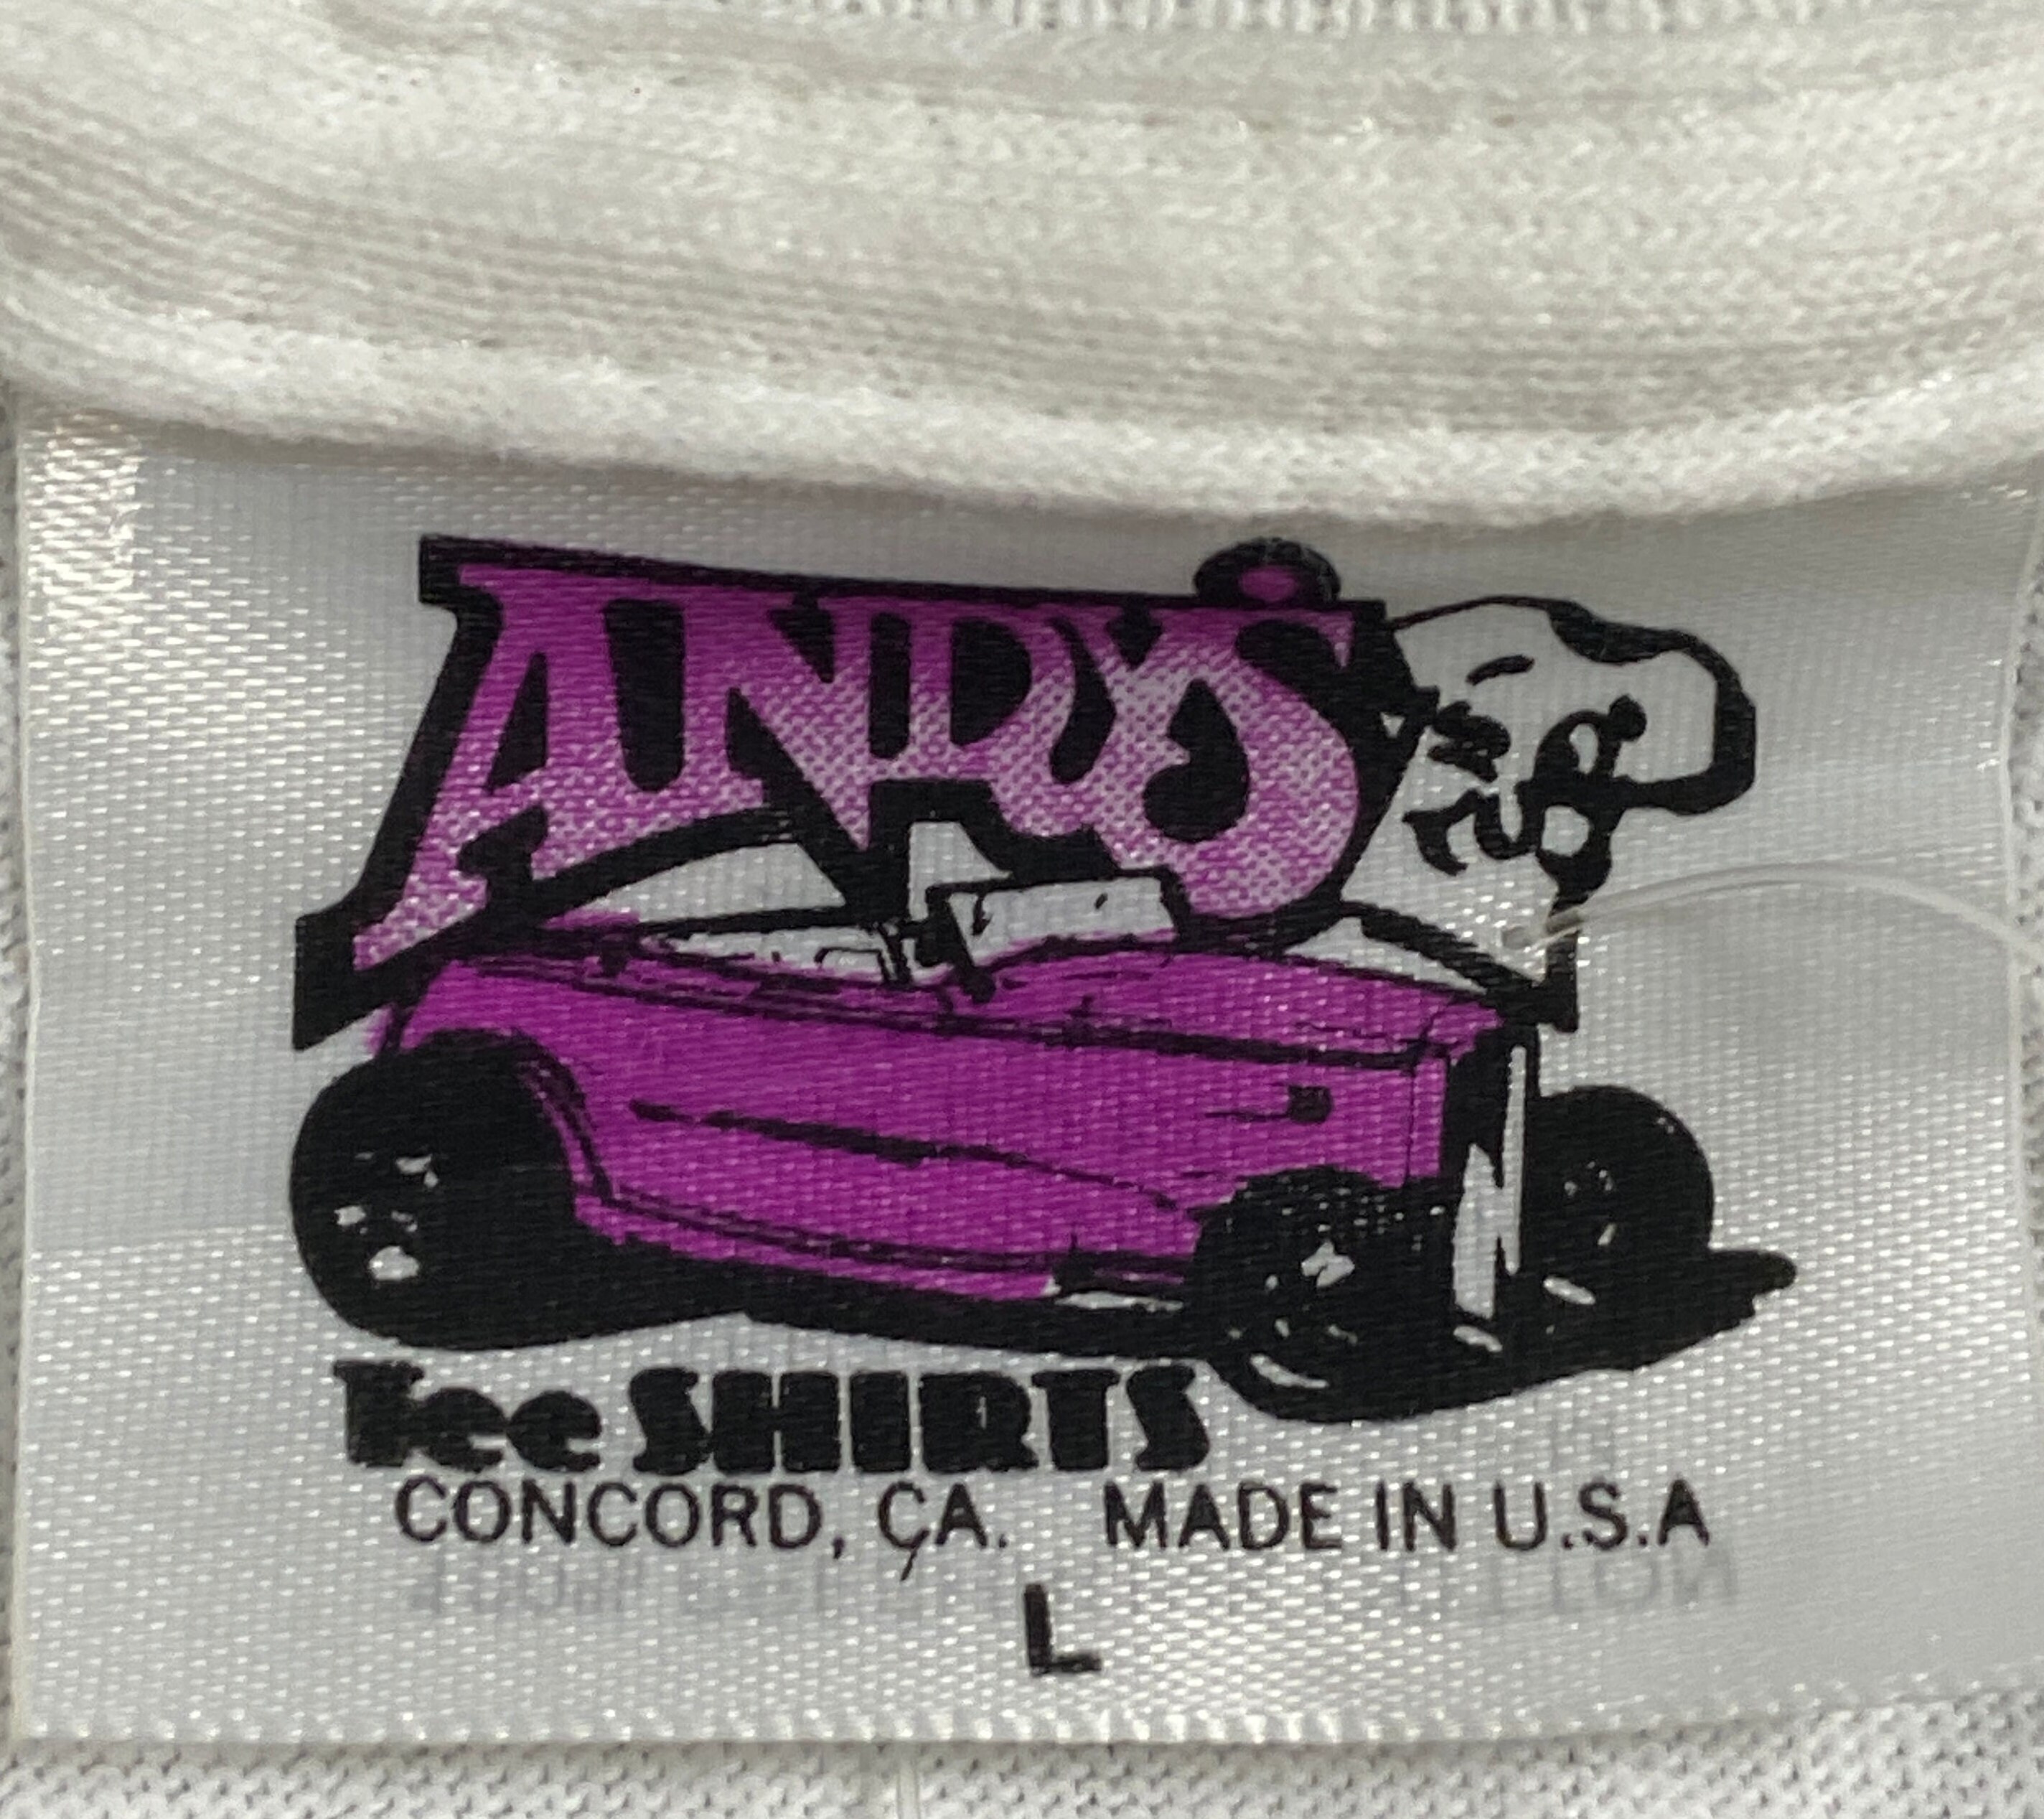 ANDY'S
Tee SHIRTS
CONCORD, CA. MADE IN U.S.A
L